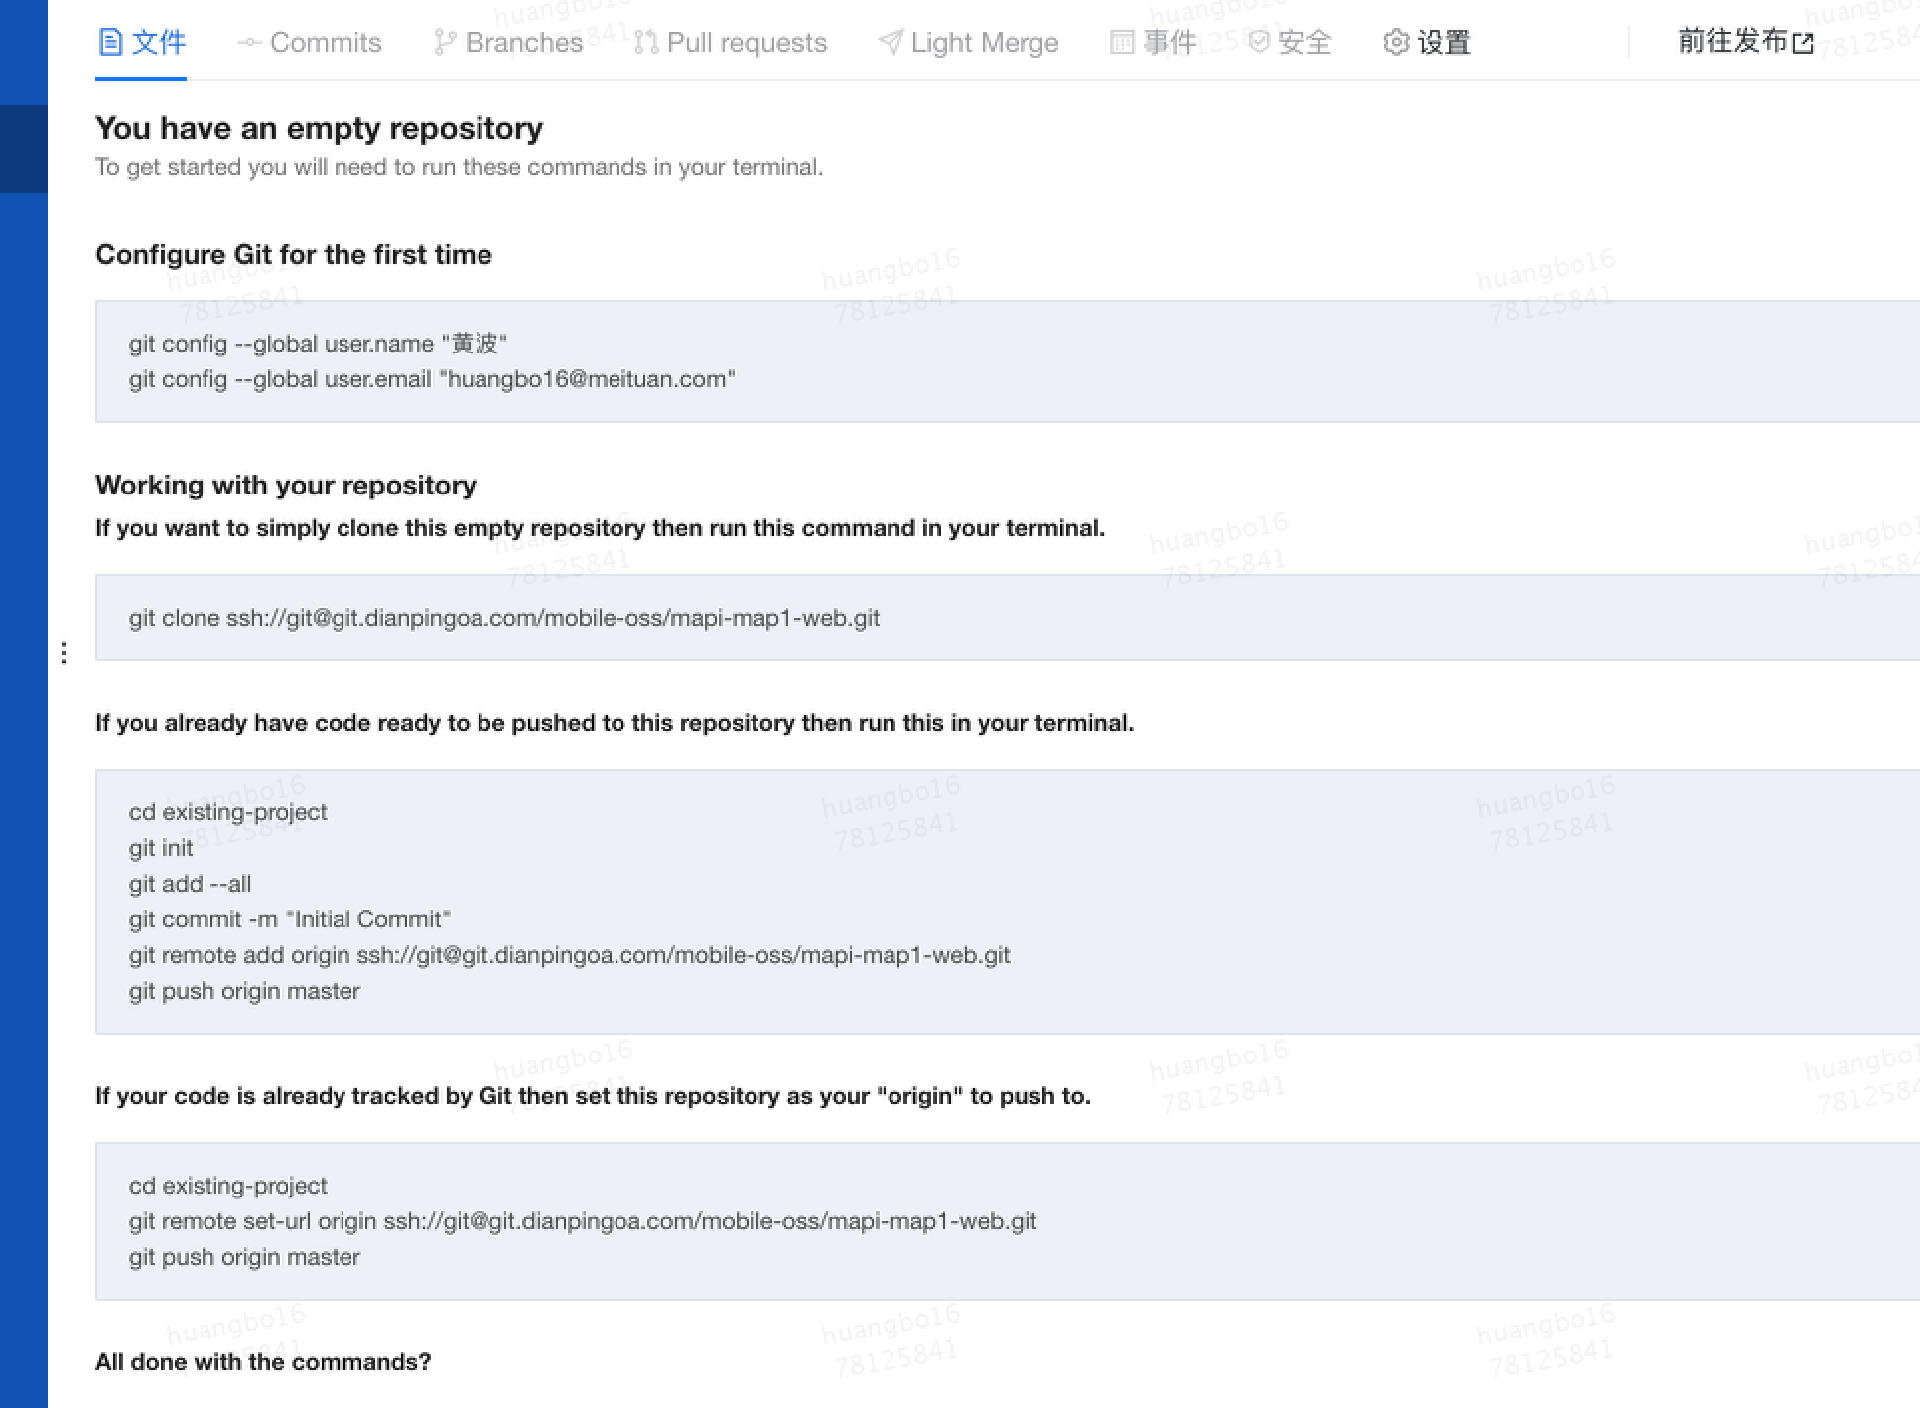 文件 Commits Branches Pull requests Light Merge 事件 安全 设置 前往发布
You have an empty repository
To get started you will need to run these commands in your terminal.
Configure Git for the first time
git config --global user.name "黄波"
git config --global user.email "huangbo16@meituan.com"
Working with your repository
If you want to simply clone this empty repository then run this command in your terminal.
git clone ssh://git@git.dianpingoa.com/mobile-oss/mapi-map1-web.git
If you already have code ready to be pushed to this repository then run this in your terminal.
cd existing-project
git init
git add --all
git commit -m "Initial Commit"
git remote add origin ssh://git@git.dianpingoa.com/mobile-oss/mapi-map1-web.git
git push origin master
If your code is already tracked by Git then set this repository as your "origin" to push to.
cd existing-project
git remote set-url origin ssh://git@git.dianpingoa.com/mobile-oss/mapi-map1-web.git
git push origin master
All done with the commands?
huangbo16
78125841